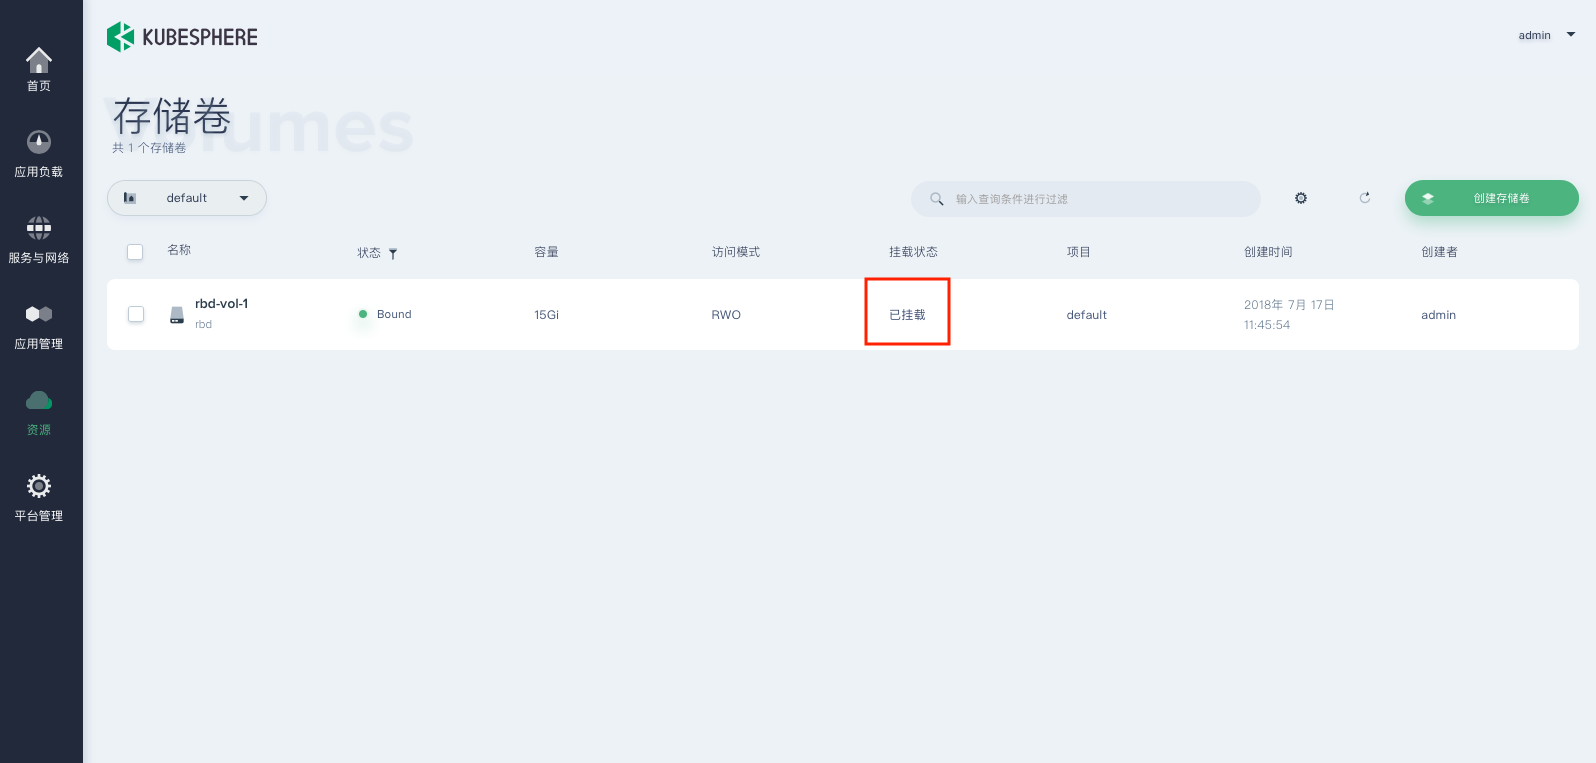 首页
应用负载
服务与网络
应用管理
资源
平台管理
KUBESPHERE
admin
Volumes
存储卷
共 1 个存储卷
default
输入查询条件进行过滤
创建存储卷
名称
状态
容量
访问模式
挂载状态
项目
创建时间
创建者
rbd-vol-1
rbd
Bound
15Gi
RWO
已挂载
default
2018年 7月 17日
11:45:54
admin